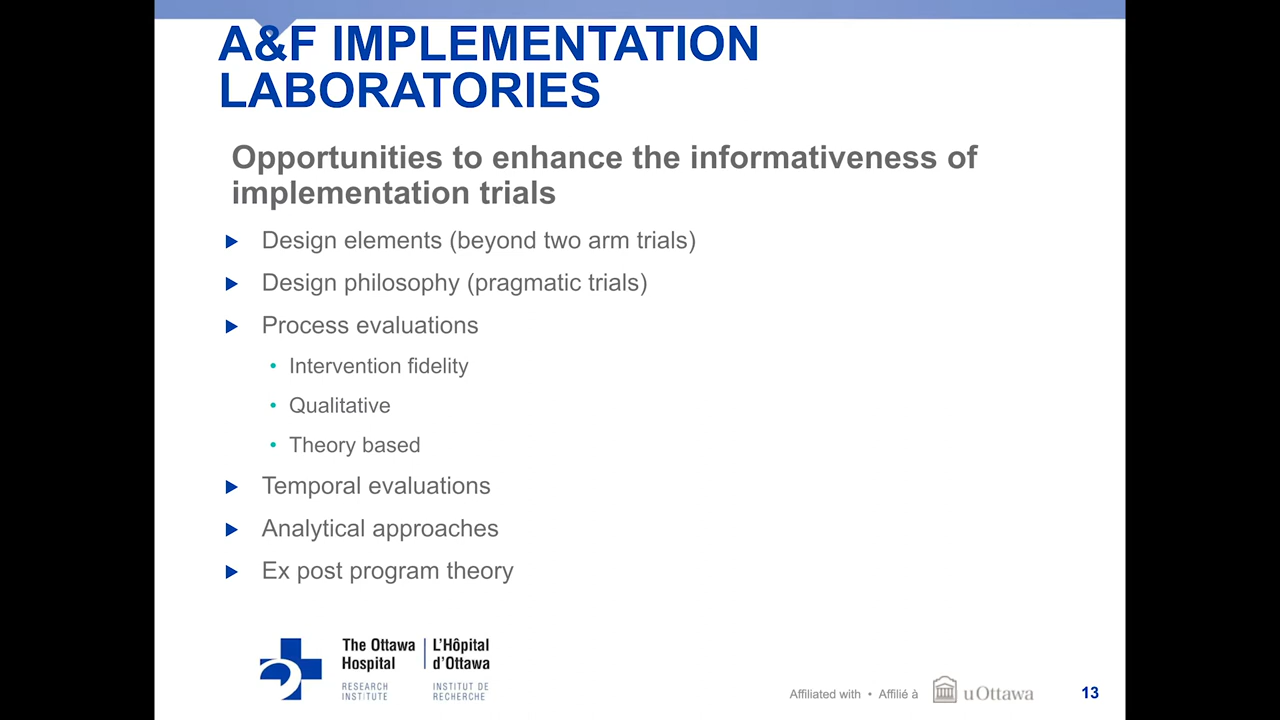 A&F IMPLEMENTATION
LABORATORIES
Opportunities to enhance the informativeness of
implementation trials
Design elements (beyond two arm trials)
Design philosophy (pragmatic trials)
Process evaluations
• Intervention fidelity
• Qualitative
• Theory based
Temporal evaluations
Analytical approaches
Ex post program theory
The Ottawa
Hospital
RESEARCH
INSTITUTE
L'Hôpital
d'Ottawa
INSTITUT DE
RECHERCHE
Affiliated with • Affilié à
uOttawa
13